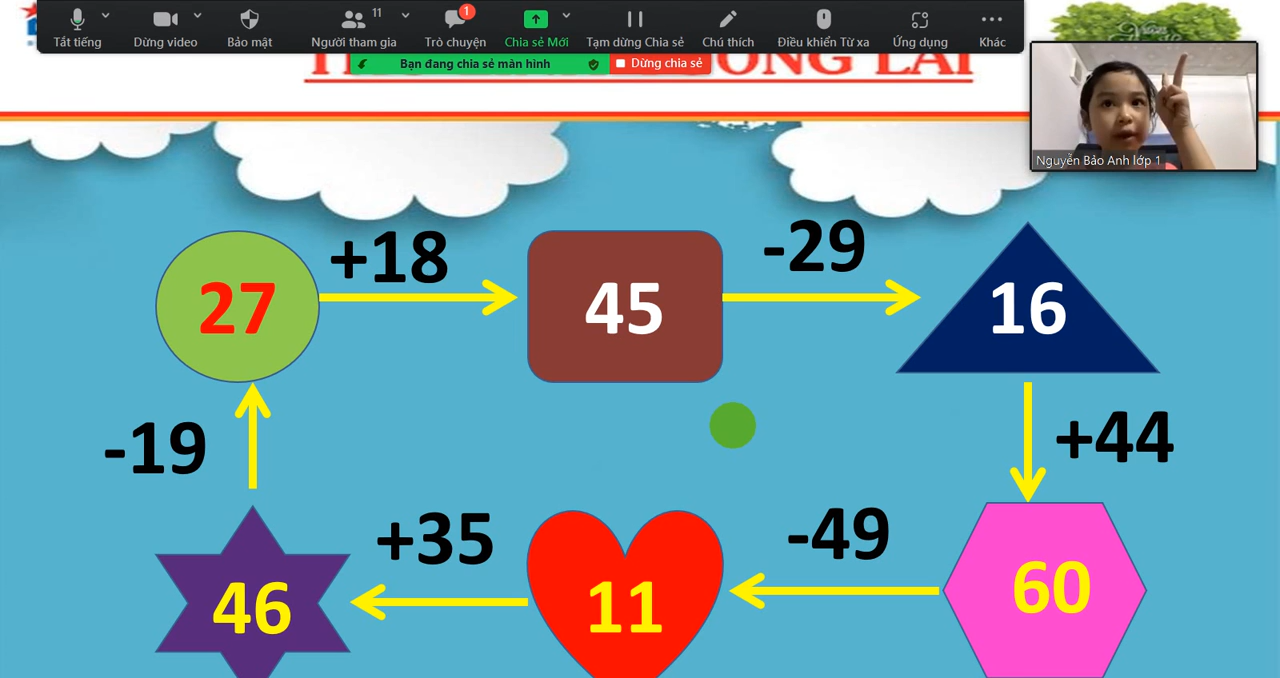 Tắt tiếng
Dừng video
Bảo mật
11
Người tham gia
1
Trò chuyện
Chia sẻ Mới
Tạm dừng Chia sẻ
Chú thích
Điều khiển Từ xa
Ứng dụng
Khác
Bạn đang chia sẻ màn hình
Dừng chia sẻ
Nguyễn Bảo Anh lớp 1
27
+18
45
-29
16
-19
+44
46
+35
11
-49
60